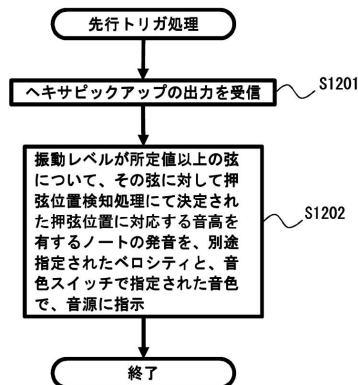 先行トリガ処理
ヘキサピックアップの出力を受信
S1201
振動レベルが所定値以上の弦
について、その弦に対して押
弦位置検知処理にて決定され
た押弦位置に対応する音高を
有するノートの発音を、別途
指定されたベロシティと、音
色スイッチで指定された音色
で、音源に指示
S1202
終了